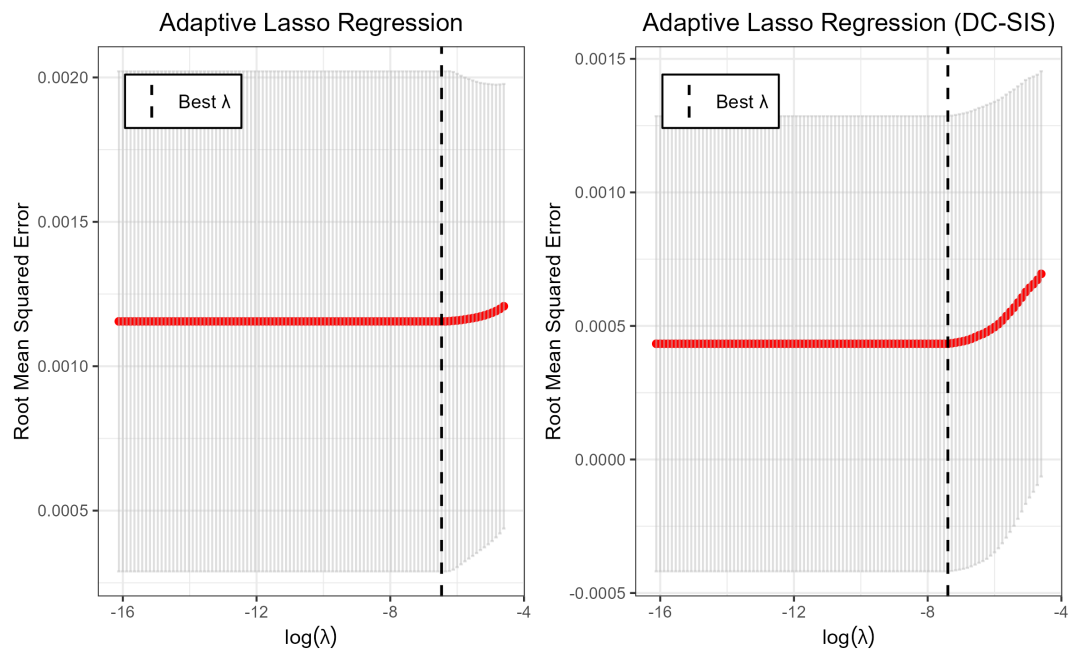 Adaptive Lasso Regression
Root Mean Squared Error
0.0020
0.0015
0.0010
0.0005
Best λ
-16
-12
-8
-4
log(λ)
Adaptive Lasso Regression (DC-SIS)
Root Mean Squared Error
0.0015
0.0010
0.0005
0.0000
-0.0005
Best λ
-16
-12
-8
-4
log(λ)